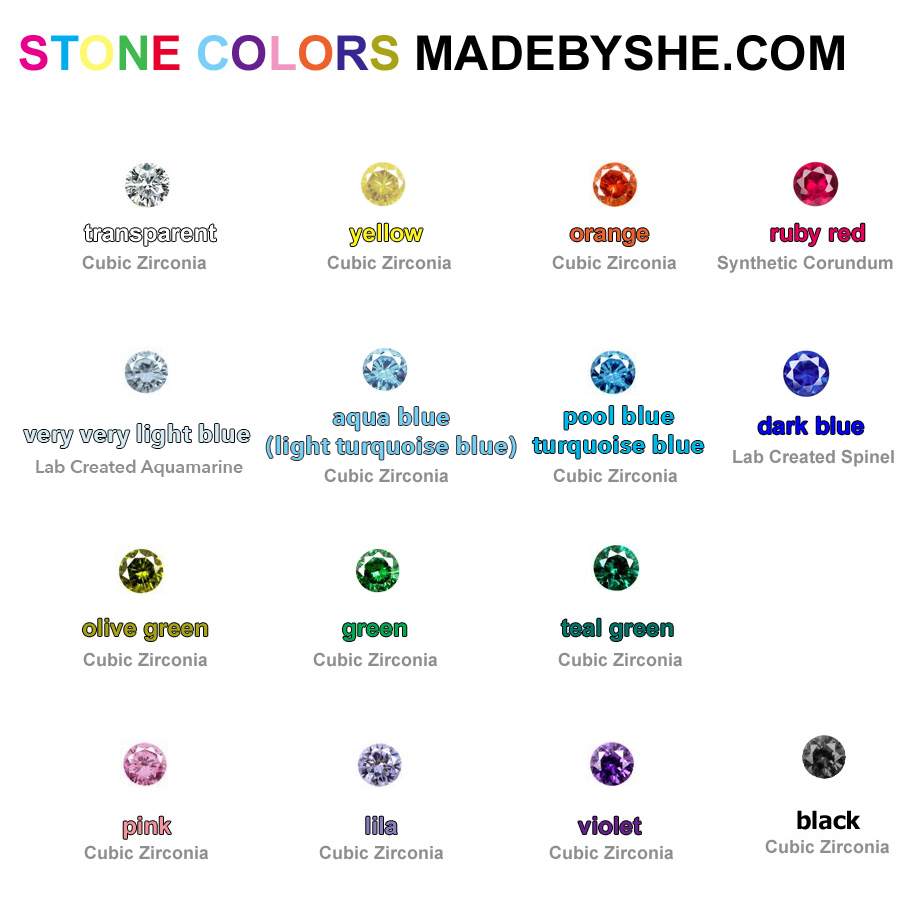 STONE COLORS MADEBYSHE.COM
transparent
Cubic Zirconia
yellow
Cubic Zirconia
orange
Cubic Zirconia
ruby red
Synthetic Corundum
very very light blue
Lab Created Aquamarine
aqua blue
(light turquoise blue)
Cubic Zirconia
pool blue
turquoise blue
Cubic Zirconia
dark blue
Lab Created Spinel
olive green
Cubic Zirconia
green
Cubic Zirconia
teal green
Cubic Zirconia
pink
Cubic Zirconia
lila
Cubic Zirconia
violet
Cubic Zirconia
black
Cubic Zirconia